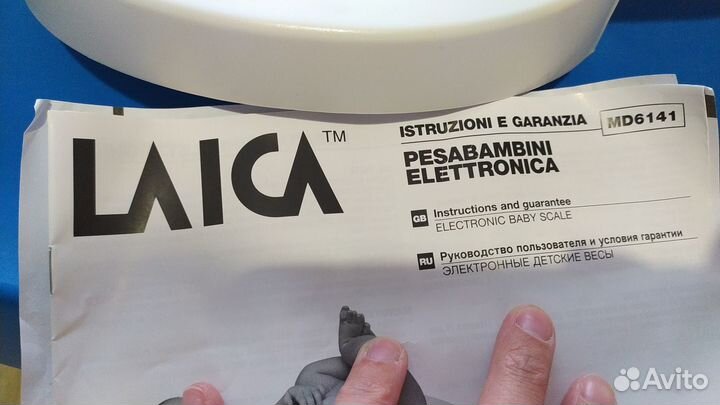 LAICA™
ISTRUZIONI E GARANZIA MD6141
PESABAMBINI
ELETTRONICA
GB Instructions and guarantee
ELECTRONIC BABY SCALE
RU Руководство пользователя и условия гарантии
ЭЛЕКТРОННЫЕ ДЕТСКИЕ ВЕСЫ
Avito